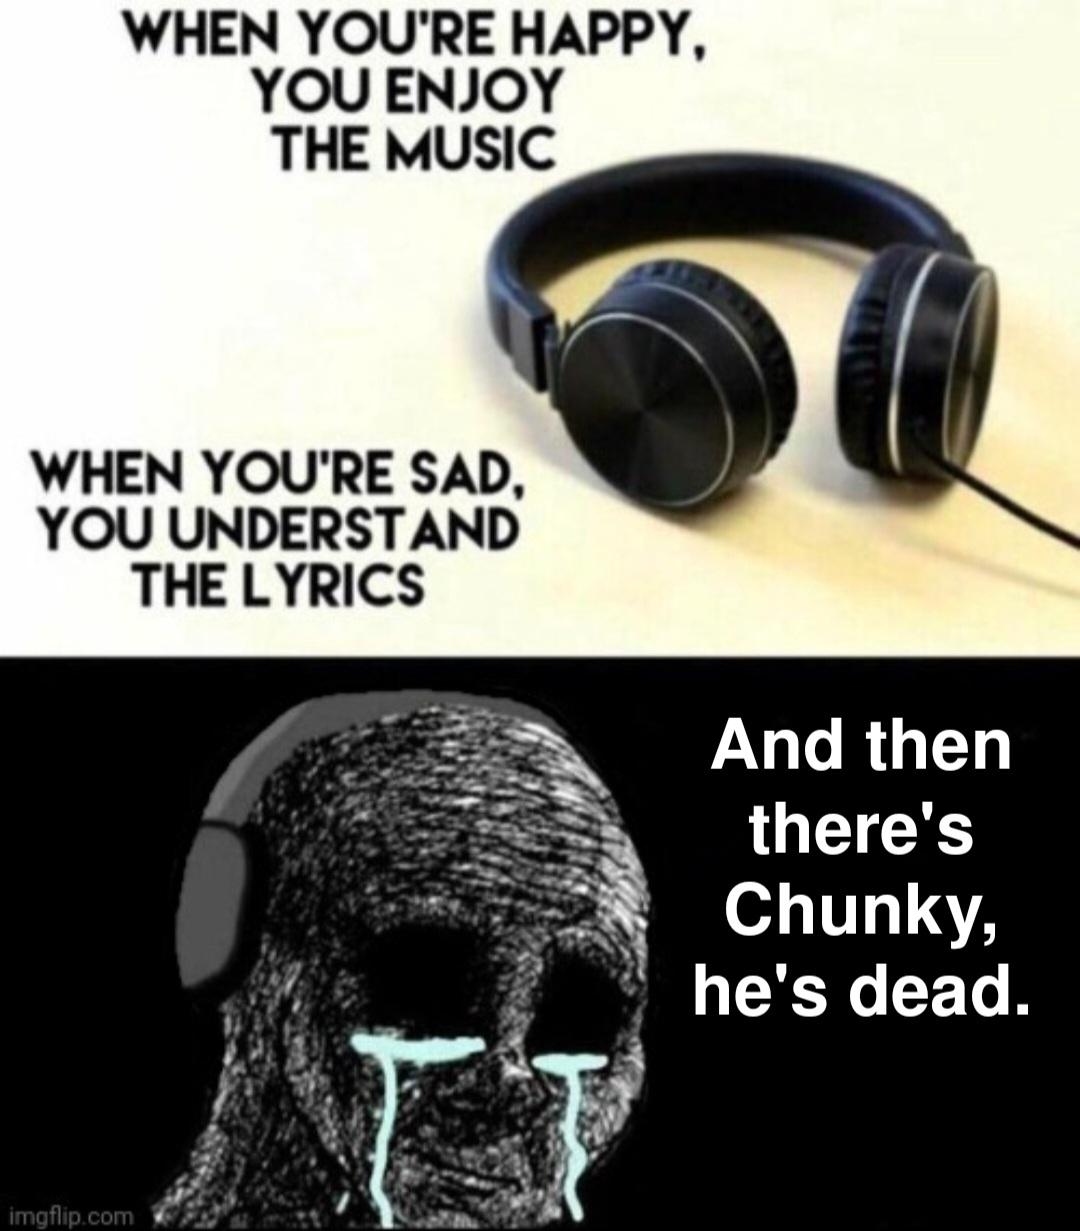 WHEN YOU'RE HAPPY,
YOU ENJOY
THE MUSIC
WHEN YOU'RE SAD,
YOU UNDERSTAND
THE LYRICS
And then
there's
Chunky,
he's dead.
imgflip.com